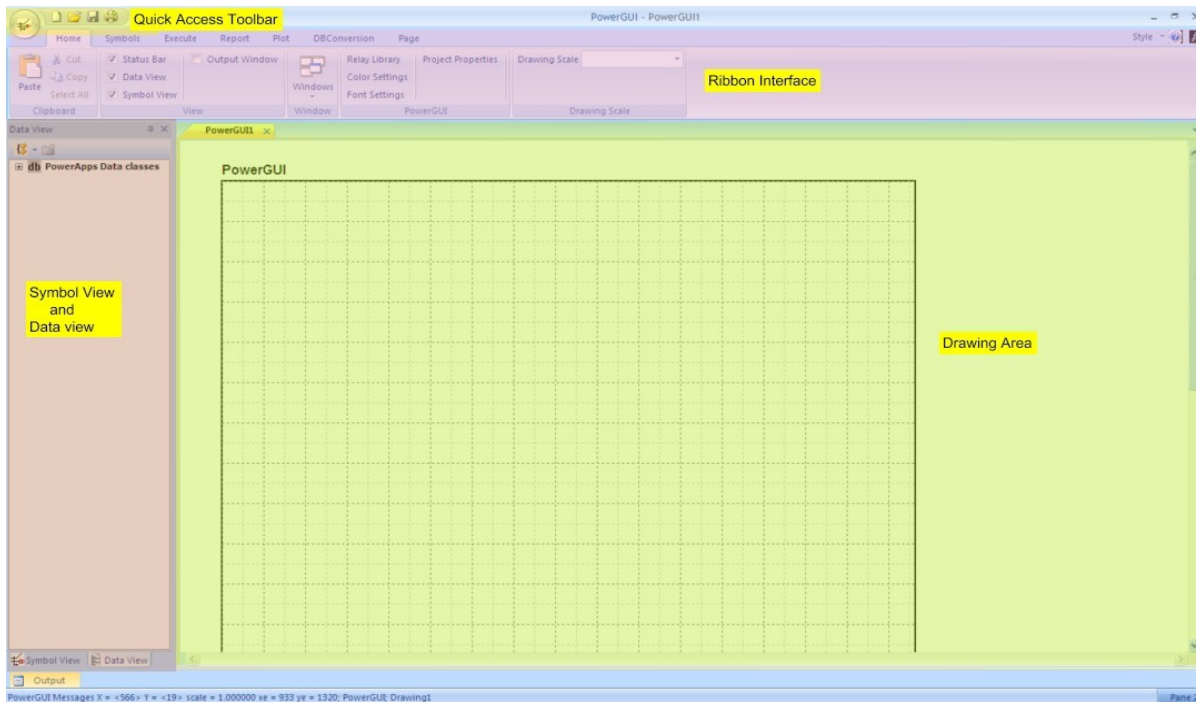 Quick Access Toolbar
PowerGUI - PowerGUI1
Home Symbols Execute Report Plot DBConversion Page
Style
Paste
Cut
Copy
Select All
Clipboard
Status Bar
Data View
Symbol View
Output Window
View
Windows
Window
Relay Library
Color Settings
Font Settings
Project Properties
PowerGUI
Drawing Scale
Drawing Scale
Ribbon Interface
Data View
PowerGUI1
db PowerApps Data classes
PowerGUI
Symbol View
and
Data view
Drawing Area
Symbol View
Data View
Output
PowerGUI Messages X = <566> Y = <19> scale = 1.000000 xe = 933 ye = 1320; PowerGUI; Drawing1
Pane 2